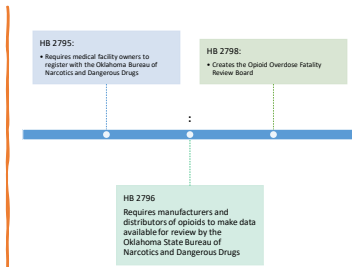 HB 2795:
• Requires medical facility owners to
register with the Oklahoma Bureau of
Narcotics and Dangerous Drugs
HB 2798:
• Creates the Opioid Overdose Fatality
Review Board
:
HB 2796
Requires manufacturers and
distributors of opioids to make data
available for review by the
Oklahoma State Bureau of
Narcotics and Dangerous Drugs